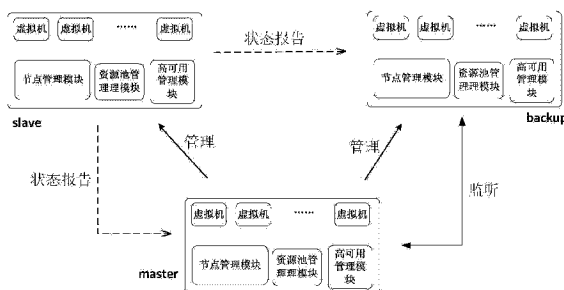 虚拟机 虚拟机 …… 虚拟机
节点管理模块 资源池管理理模块 高可用管理模块
slave
状态报告
虚拟机 虚拟机 …… 虚拟机
节点管理模块 资源池管理理模块 高可用管理模块
backup
管理
管理
状态报告
监听
虚拟机 虚拟机 …… 虚拟机
节点管理模块 资源池管理理模块 高可用管理模块
master